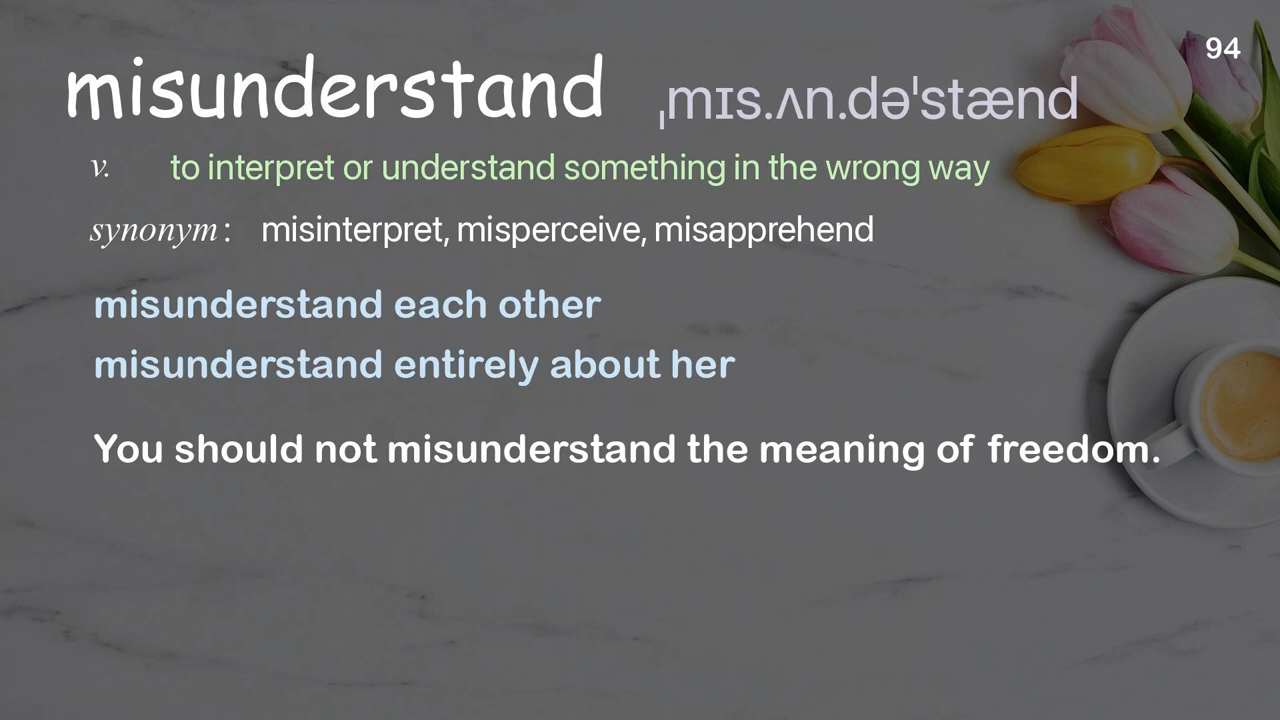 94
misunderstand ˌmɪs.ʌn.dəˈstænd
v. to interpret or understand something in the wrong way
synonym : misinterpret, misperceive, misapprehend
misunderstand each other
misunderstand entirely about her
You should not misunderstand the meaning of freedom.